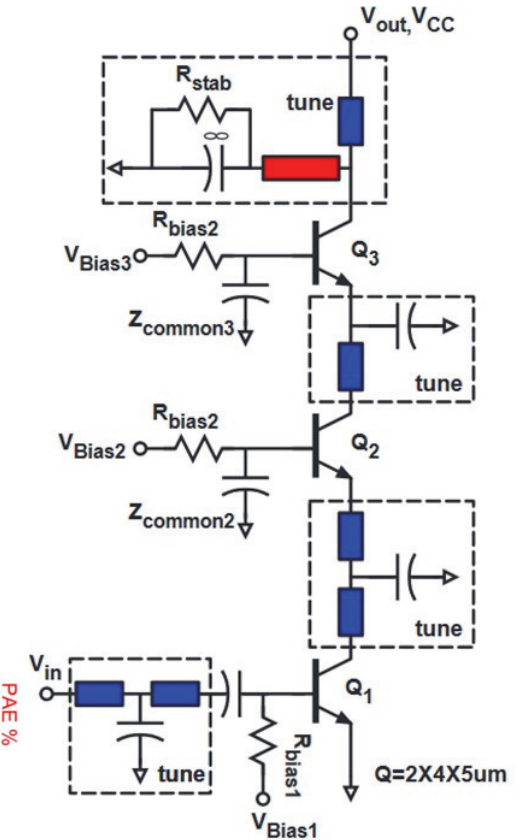 Vout,VCC
Rstab
tune
∞
Rbias2
VBias3
Q3
Zcommon3
tune
Rbias2
VBias2
Q2
Zcommon2
tune
Vin
Q1
PAE %
tune
Rbias1
Q=2X4X5um
VBias1